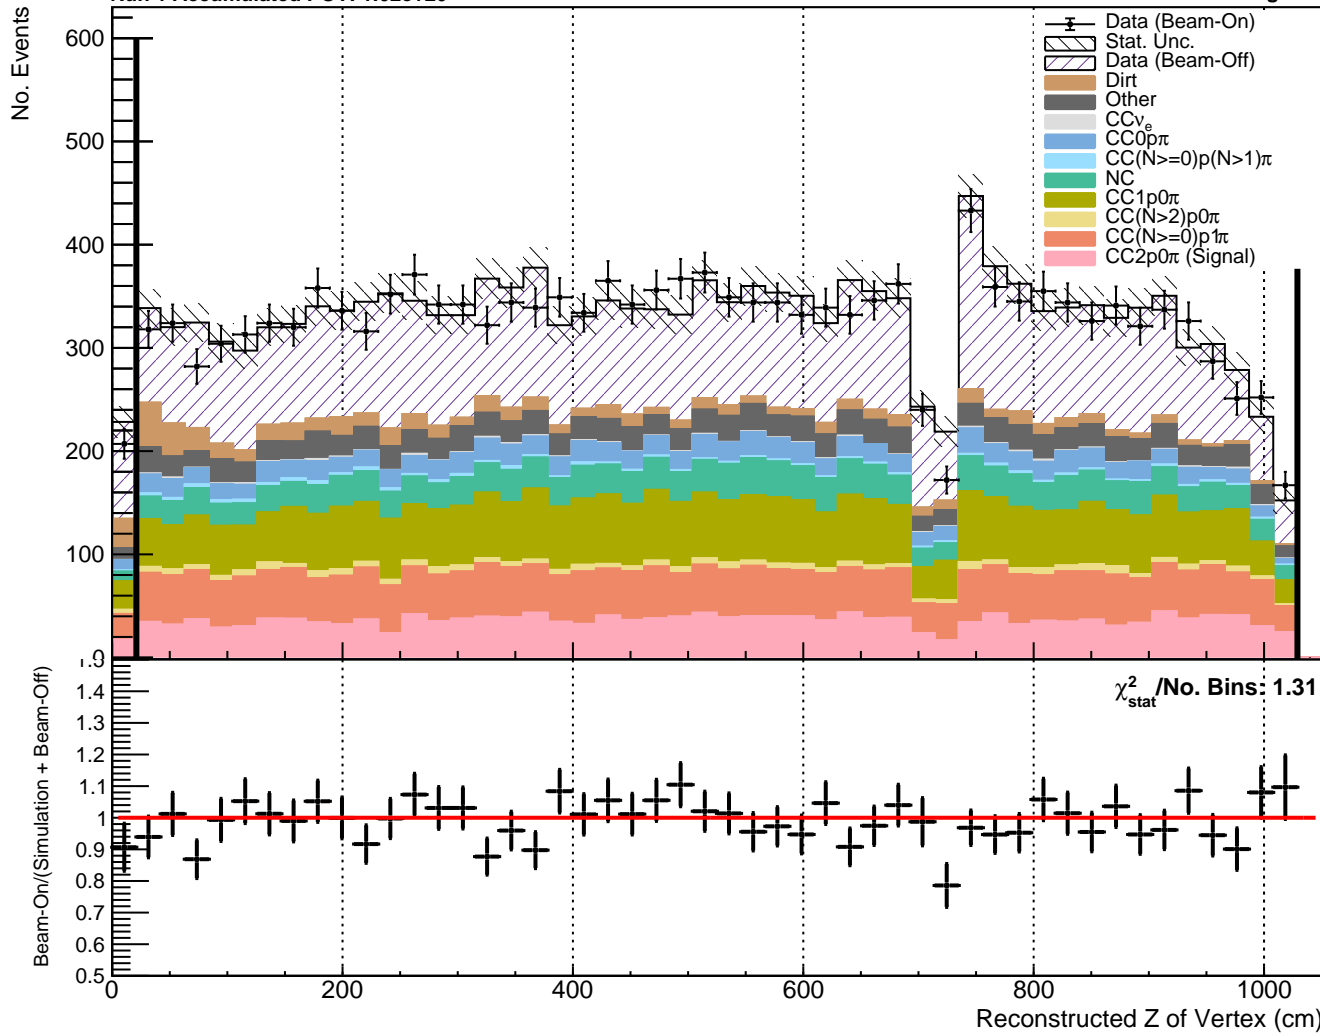 No. Events
600
500
400
300
200
100
Data (Beam-On)
Stat. Unc.
Data (Beam-Off)
Dirt
Other
CCνe
CC0pπ
CC(N>=0)p(N>1)π
NC
CC1p0π
CC(N>2)p0π
CC(N>=0)p1π
CC2p0π (Signal)
Beam-On/(Simulation + Beam-Off)
χ²stat/No. Bins: 1.31
1.4
1.3
1.2
1.1
1
0.9
0.8
0.7
0.6
0.5
0 200 400 600 800 1000
Reconstructed Z of Vertex (cm)